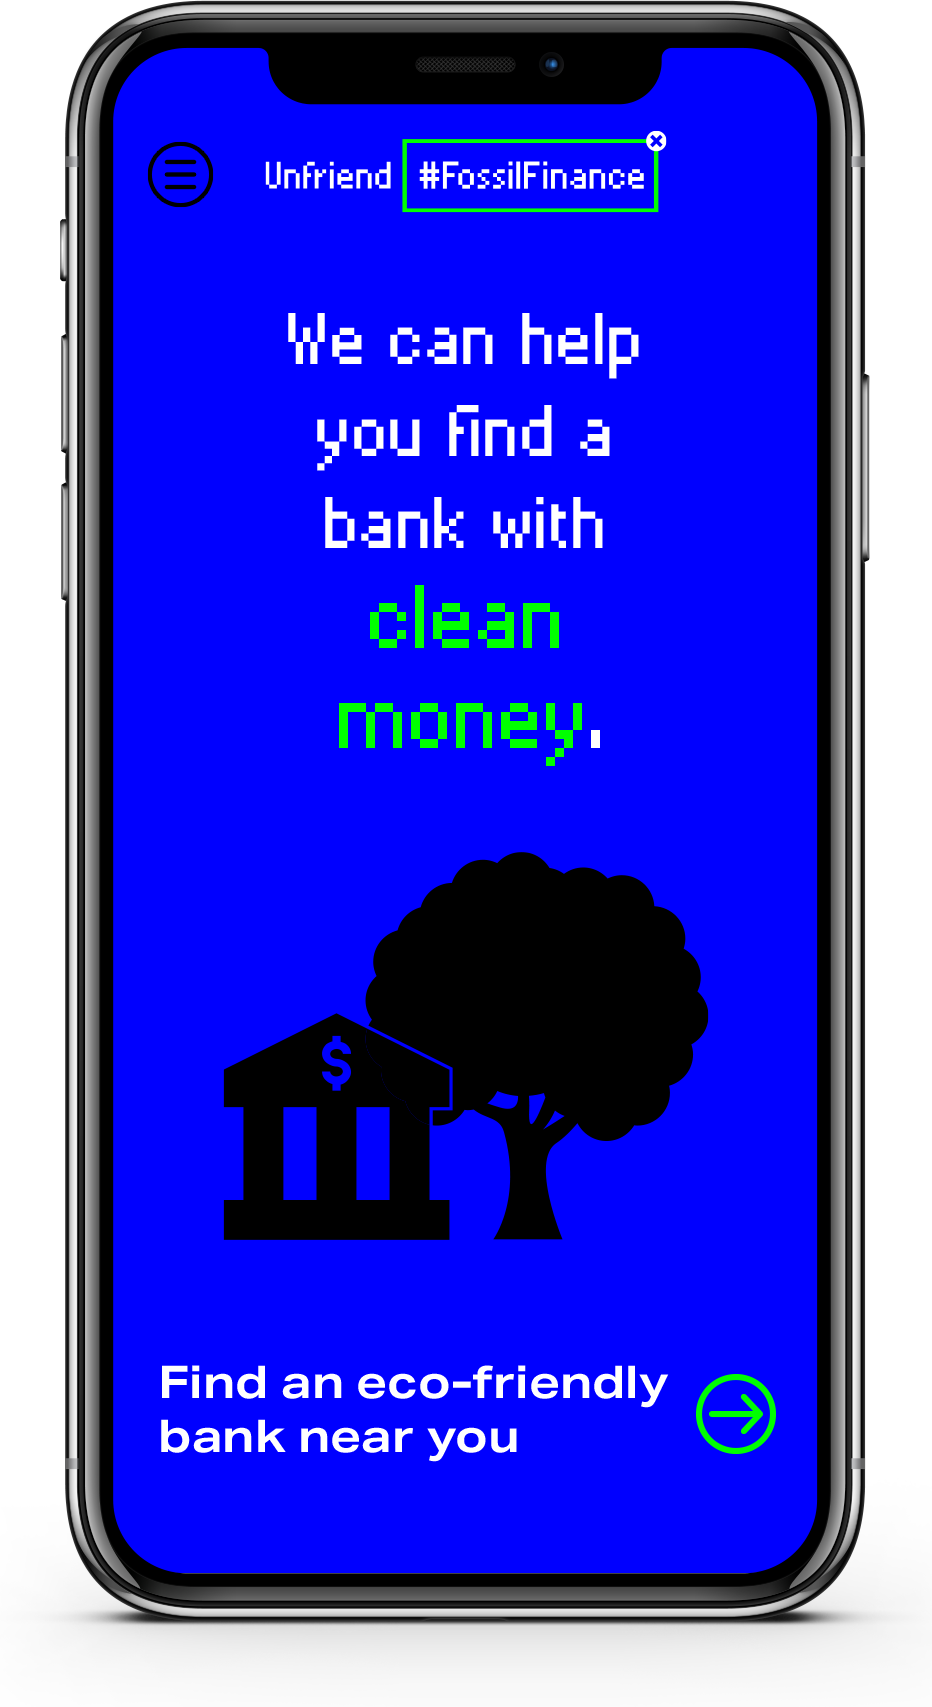 Unfriend #FossilFinance
We can help
you find a
bank with
clean
money.
$
Find an eco-friendly
bank near you